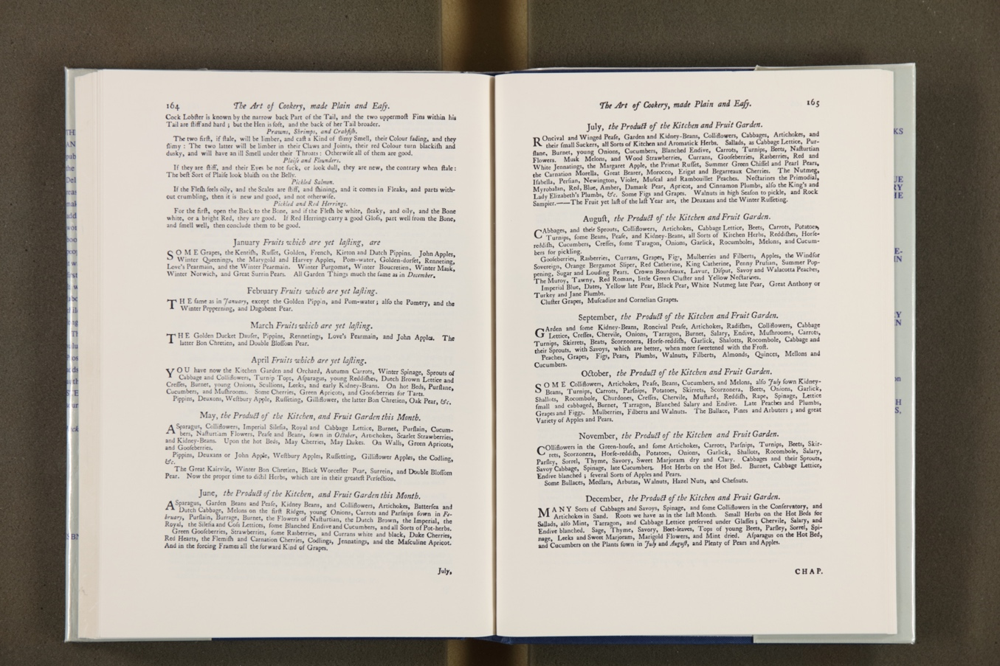 164 The Art of Cookery, made Plain and Eaſy.
Cock Lobſter is known by the narrow back Part of the Tail, and the two uppermoſt Fins within his
Tail are ſtiff and hard ; but the Hen is ſoft, and the back of her Tail broader.
Prawns, Shrimps, and Crabfiſh.
The two firſt, if ſtale, will be limber, and caſt a Kind of ſlimy Smell, their Colour fading, and they
ſlimy : The two latter will be limber in their Claws and Joints, their red Colour turn blackiſh and
dusky, and will have an ill Smell under their Throats : Otherwiſe all of them are good.
Plaiſe and Flounders.
If they are ſtiff, and their Eyes be not ſuck, or look dull, they are new, the contrary when ſtale :
The beſt Sort of Plaiſe look bluiſh on the Belly.
Pickled Salmon.
If the Fleſh feels oily, and the Scales are ſtiff, and ſhining, and it comes in Fleaks, and parts with-
out crumbling, then it is new and good, and not otherwiſe.
Pickled and Red Herrings.
For the firſt, open the Back to the Bone, and if the Fleſh be white, fleaky, and oily, and the Bone
white, or a bright Red, they are good. If Red Herrings carry a good Gloſs, part well from the Bone,
and ſmell well, then conclude them to be good.
January Fruits which are yet laſting, are
SOME Grapes, the Kentiſh, Ruſſet, Golden, French, Kirton and Dutch Pippins. John Apples,
Winter Queenings, the Marygold and Harvey Apples, Pom-water, Golden-dorſet, Renneting,
Love's Pearmain, and the Winter Pearmain. Winter Purgomat, Winter Boucretien, Winter Mask,
Winter Norwich, and Great Surrin Pears. All Garden Things much the ſame as in December.
February Fruits which are yet laſting.
THE ſame as in January, except the Golden Pippin, and Pom-water ; alſo the Pomery, and the
Winter Pepperning, and Dagobent Pear.
March Fruits which are yet laſting.
THE Golden Ducket Dauſet, Pippins, Rennetings, Love's Pearmain, and John Apples. The
latter Bon Chretien, and Double Bloſſom Pear.
April Fruits which are yet laſting.
YOU have now the Kitchen Garden and Orchard, Autumn Carrots, Winter Spinage, Sprouts of
Cabbage and Colliflowers, Turnip Tops, Aſparagus, young Reddiſhes, Dutch Brown Lettice and
Creſſes, Burnet, young Onions, Scullions, Leeks, and early Kidney-Beans. On hot Beds, Purſlane,
Cucumbers, and Muſhrooms. Some Cherries, Green Apricots, and Gooſeberries for Tarts.
Pippins, Deuxons, Weſtbury Apple, Ruſſeting, Gilliflower, the latter Bon Chretien, Oak Pear, &c.
May, the Product of the Kitchen, and Fruit Garden this Month.
ASparagus, Colliflowers, Imperial Sileſia, Royal and Cabbage Lettice, Burnet, Purſlain, Cucum-
bers, Naſturtiam Flowers, Peaſe and Beans, ſown in October, Artichokes, Scarlet Strawberries,
and Kidney-Beans. Upon the hot Beds, May Cherries, May Dukes. On Walls, Green Apricots,
and Gooſeberries.
Pippins, Deuxans or John Apple, Weſtbury Apples, Ruſſetting, Gilliflower Apples, the Codling,
&c.
The Great Kairvile, Winter Bon Chretien, Black Worceſter Pear, Surrein, and Double Bloſſom
Pear. Now the proper time to diſtil Herbs, which are in their greateſt Perfection.
June, the Product of the Kitchen, and Fruit Garden this Month.
ASparagus, Garden Beans and Peaſe, Kidney Beans, and Colliflowers, Artichokes, Batterſea and
Dutch Cabbage, Melons on the firſt Ridges, young Onions, Carrots and Parſnips ſown in Fe-
bruary, Purſlain, Burrage, Burnet, the Flowers of Naſturtian, the Dutch Brown, the Imperial, the
Royal, the Sileſia and Coſs Lettices, ſome Blanched Endive and Cucumbers, and all Sorts of Pot-herbs.
Green Gooſeberries, Strawberries, ſome Rasberries, and Currans white and black, Duke Cherries,
Red Hearts, the Flemiſh and Carnation Cherries, Codlings, Jennatings, and the Maſculine Apricot.
And in the forcing Frames all the forward Kind of Grapes.
July,
The Art of Cookery, made Plain and Eaſy. 165
July, the Product of the Kitchen and Fruit Garden.
ROncival and Winged Peaſe, Garden and Kidney-Beans, Colliflowers, Cabbages, Artichokes, and
their ſmall Suckers, all Sorts of Kitchen and Aromatick Herbs. Sallads, as Cabbage Lettice, Pur-
ſlane, Burnet, young Onions, Cucumbers, Blanched Endive, Carrots, Turnips, Beets, Naſturtian
Flowers. Musk Melons, and Wood Strawberries, Currans, Gooſeberries, Rasberries, Red and
White Jennatings, the Margaret Apple, the Primat Ruſſet, Summer Green Chiſſel and Pearl Pears,
the Carnation Morella, Great Bearer, Morocco, Erigat and Begarreaux Cherries. The Nutmeg,
Iſabella, Perſian, Newington, Violet, Muſcal and Rambouillet Peaches. Nectarines the Primodial,
Myrobalan, Red, Blue, Amber, Damask Pear, Apricot, and Cinnamon Plumbs, alſo the King's and
Lady Elizabeth's Plumbs, &c. Some Figs and Grapes. Walnuts in high Seaſon to pickle, and Rock
Sampier.——The Fruit yet laſt of the laſt Year are, the Deuxans and the Winter Ruſſeting.
Auguſt, the Product of the Kitchen and Fruit Garden.
CAbbages, and their Sprouts, Colliflowers, Artichokes, Cabbage Lettice, Beets, Carrots, Potatoes,
Turnips, ſome Beans, Peaſe, and Kidney-Beans, all Sorts of Kitchen Herbs, Reddiſhes, Horſe-
reddiſh, Cucumbers, Creſſes, ſome Taragon, Onions, Garlick, Rocumboles, Melons, and Cucum-
bers for pickling.
Gooſeberries, Rasberries, Currans, Grapes, Figs, Mulberries and Filberts, Apples, the Windſor
Sovereign, Orange Bergamot Sliper, Red Catherine, King Catherine, Penny Pruſian, Summer Pop-
pening, Sugar and Louding Pears. Crown Bourdeaux, Lavur, Diſput, Savoy and Walacotta Peaches,
The Muroy, Tawny, Red Roman, little Green Cluſter and Yellow Nectarines.
Imperial Blue, Dates, Yellow late Pear, Black Pear, White Nutmeg late Pear, Great Anthony or
Turkey and Jane Plumbs.
Cluſter Grapes, Muſcadine and Cornelian Grapes.
September, the Product of the Kitchen and Fruit Garden.
GArden and ſome Kidney-Beans, Roncival Peaſe, Artichokes, Radiſhes, Colliflowers, Cabbage
Lettice, Creſſes, Chervile, Onions, Tarragon, Burnet, Salary, Endive, Muſhrooms, Carrots,
Turnips, Skirrets, Beats, Scorzonera, Horſe-reddiſh, Garlick, Shalotts, Rocombole, Cabbage and
their Sprouts, with Savoys, which are better, when more ſweetened with the Froſt.
Peaches, Grapes, Figs, Pears, Plumbs, Walnuts, Filberts, Almonds, Quinces, Mellons and
Cucumbers.
October, the Product of the Kitchen and Fruit Garden.
SOME Colliflowers, Artichokes, Peaſe, Beans, Cucumbers, and Melons, alſo July ſown Kidney-
Beans, Turnips, Carrots, Parſnips, Potatoes, Skirrets, Scorzonera, Beets, Onions, Garlick,
Shallots, Rocombole, Churdones, Creſſes, Chervile, Muſtard, Reddiſh, Rape, Spinage, Lettice
ſmall and cabbaged, Burnet, Tarragon, Blanched Salary and Endive. Late Peaches and Plumbs,
Grapes and Figgs. Mulberries, Filberts and Walnuts. The Bullace, Pines and Arbuters ; and great
Variety of Apples and Pears.
November, the Product of the Kitchen and Fruit Garden.
COlliflowers in the Green-houſe, and ſome Artichokes, Carrots, Parſnips, Turnips, Beets, Skir-
rets, Scorzonera, Horſe-reddiſh, Potatoes, Onions, Garlick, Shallots, Rocombole, Salary,
Parſley, Sorrel, Thyme, Savory, Sweet Marjoram dry and Clary. Cabbages and their Sprouts,
Savoy Cabbage, Spinage, late Cucumbers. Hot Herbs on the Hot Bed. Burnet, Cabbage Lettice,
Endive blanched ; ſeveral Sorts of Apples and Pears.
Some Bullaces, Medlars, Arbutas, Walnuts, Hazel Nuts, and Cheſnuts.
December, the Product of the Kitchen and Fruit Garden.
MANY Sorts of Cabbages and Savoys, Spinage, and ſome Colliflowers in the Conſervatory, and
Artichokes in Sand. Roots we have as in the laſt Month. Small Herbs on the Hot Beds for
Sallads, alſo Mint, Tarragon, and Cabbage Lettice preſerved under Glaſſes ; Chervile, Salary, and
Endive blanched. Sage, Thyme, Savory, Beet-leaves, Tops of young Beets, Parſley, Sorrel, Spi-
nage, Leeks and Sweet Marjoram, Marigold Flowers, and Mint dried. Aſparagus on the Hot Bed,
and Cucumbers on the Plants ſown in July and Auguſt, and Plenty of Pears and Apples.
CHAP.